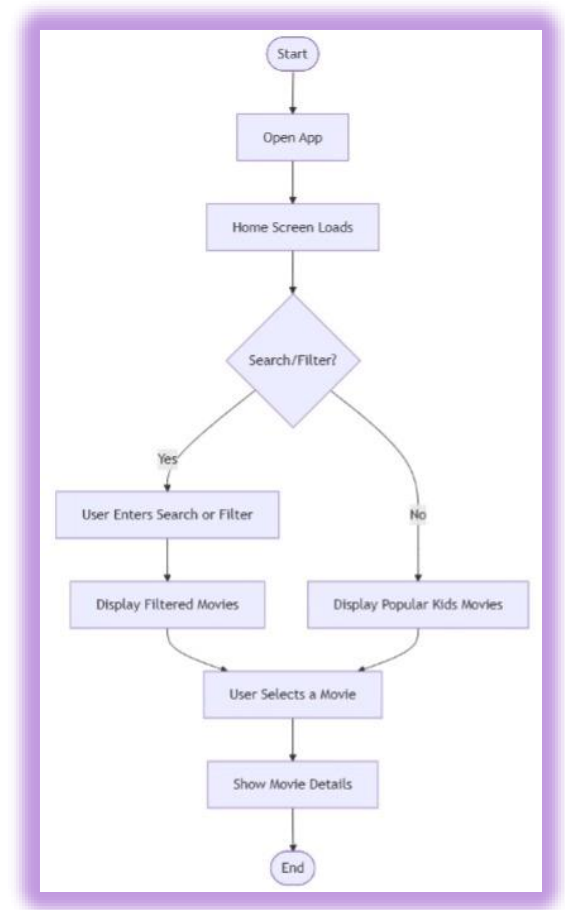 Start
Open App
Home Screen Loads
Search/Filter?
Yes
User Enters Search or Filter
No
Display Filtered Movies
Display Popular Kids Movies
User Selects a Movie
Show Movie Details
End